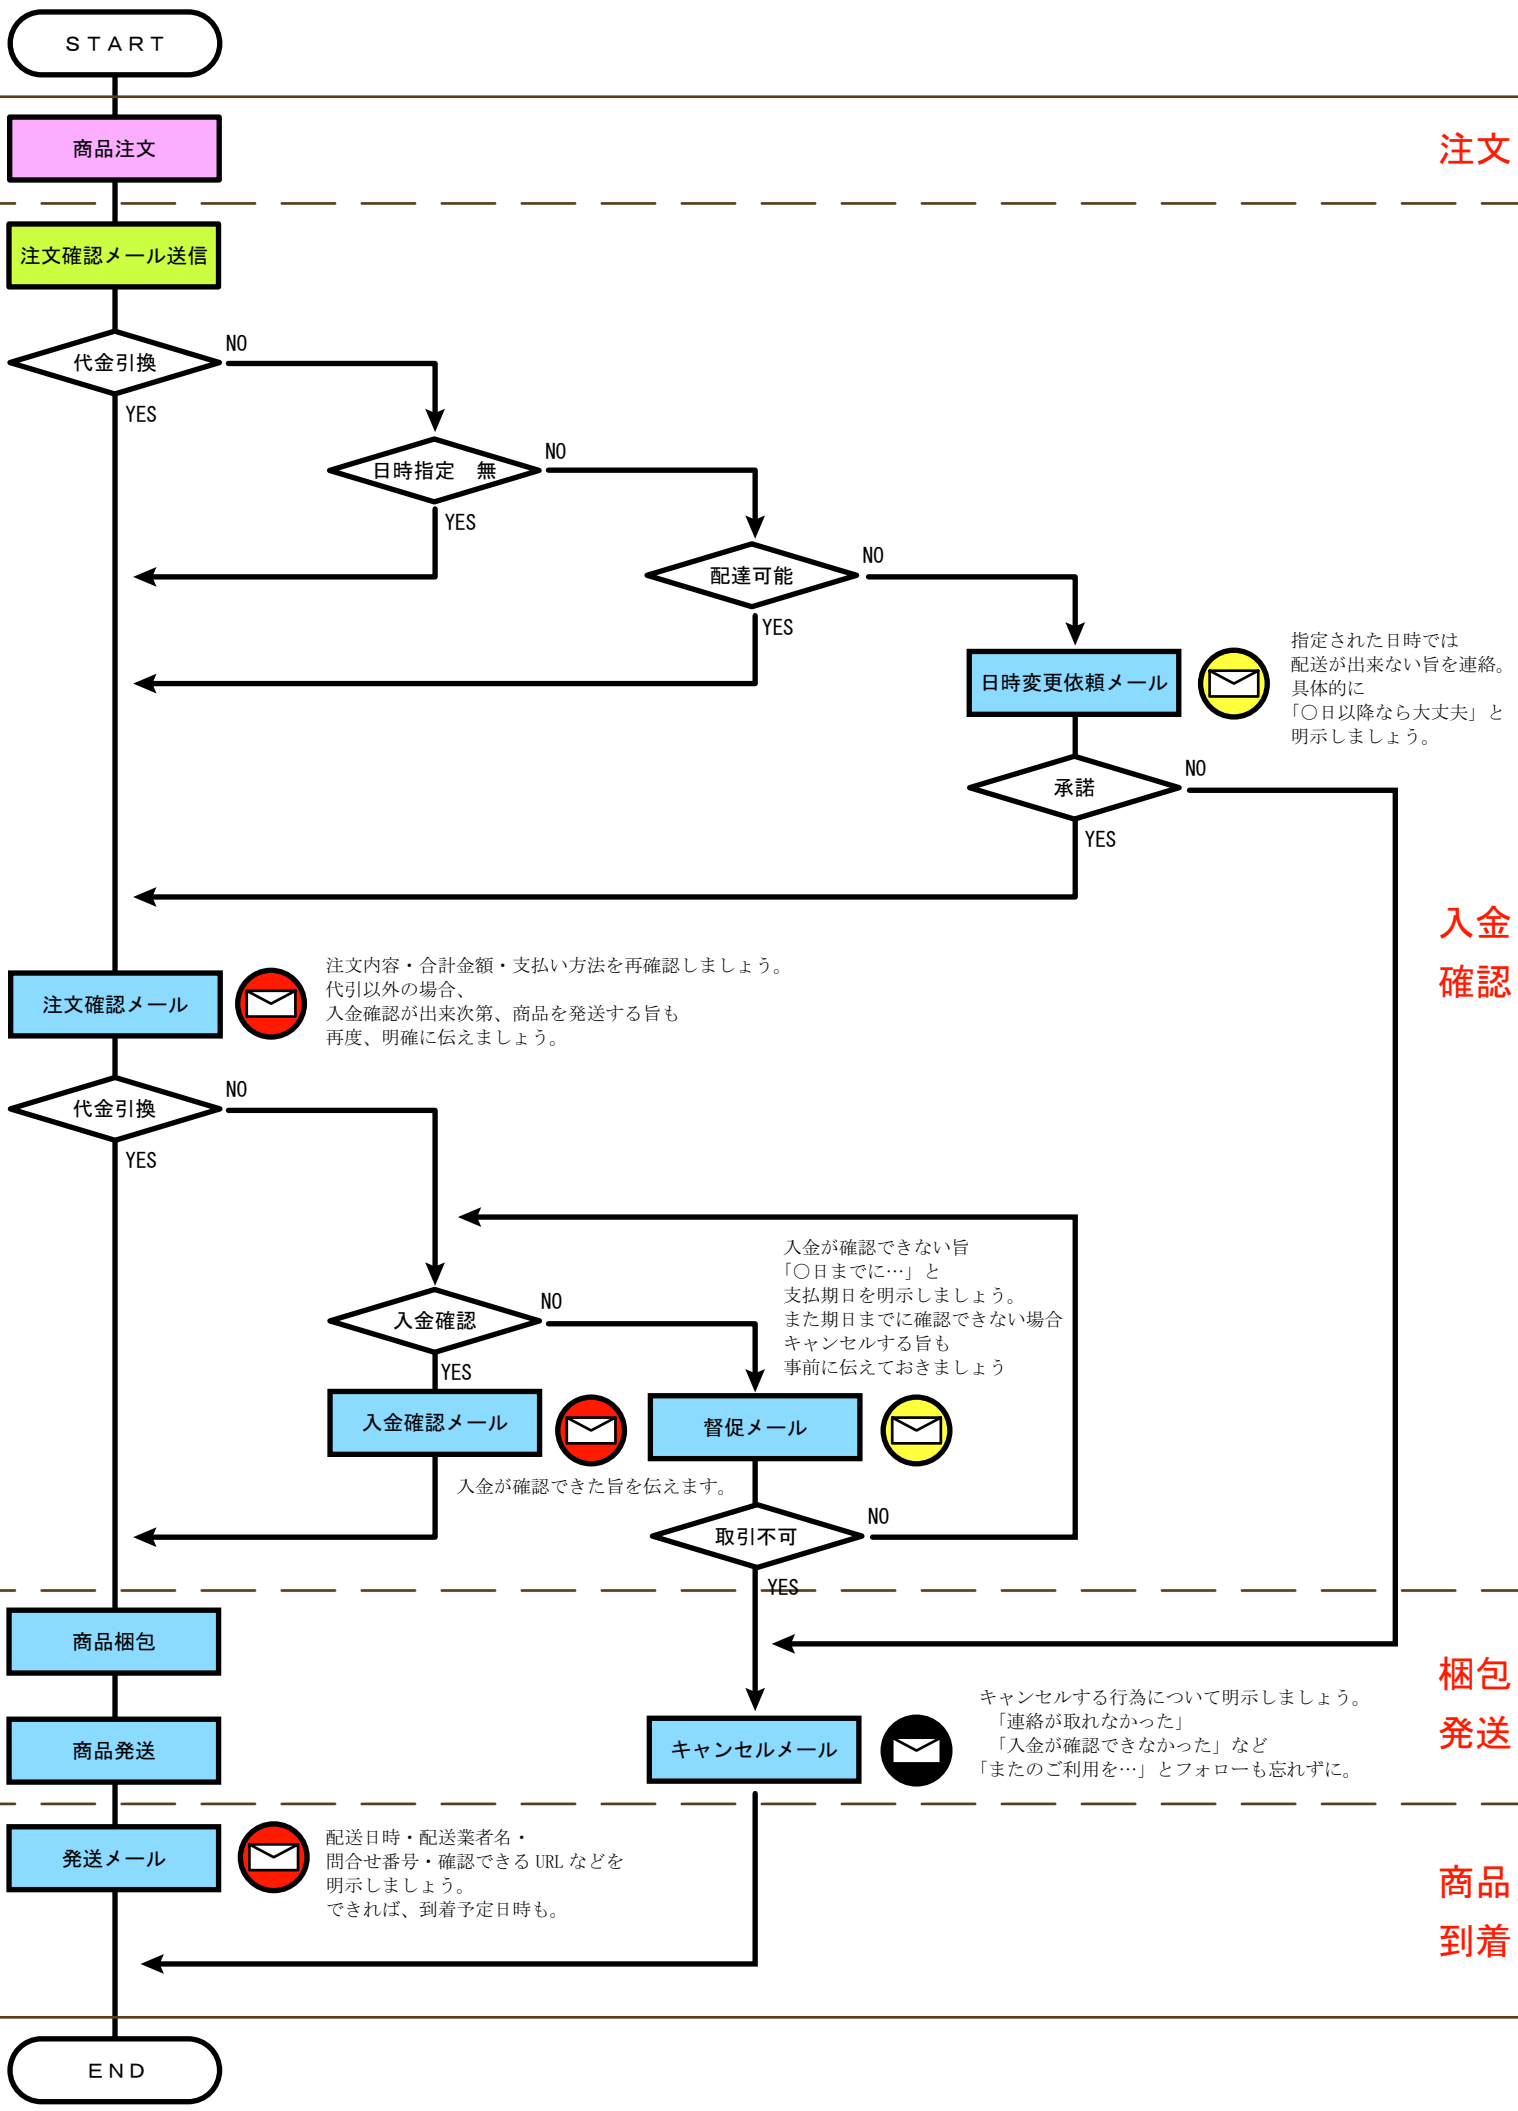 START
商品注文
注文
注文確認メール送信
代金引換
NO
YES
日時指定　無
NO
YES
配達可能
NO
YES
日時変更依頼メール
指定された日時では
配送が出来ない旨を連絡。
具体的に
「〇日以降なら大丈夫」と
明示しましょう。
承諾
NO
YES
入金
確認
注文確認メール
注文内容・合計金額・支払い方法を再確認しましょう。
代引以外の場合、
入金確認が出来次第、商品を発送する旨も
再度、明確に伝えましょう。
代金引換
NO
YES
入金が確認できない旨
「〇日までに…」と
支払期日を明示しましょう。
また期日までに確認できない場合
キャンセルする旨も
事前に伝えておきましょう
入金確認
NO
YES
入金確認メール
入金が確認できた旨を伝えます。
督促メール
取引不可
NO
YES
商品梱包
商品発送
梱包
発送
キャンセルメール
キャンセルする行為について明示しましょう。
「連絡が取れなかった」
「入金が確認できなかった」など
「またのご利用を…」とフォローも忘れずに。
発送メール
配送日時・配送業者名・
問合せ番号・確認できる URL などを
明示しましょう。
できれば、到着予定日時も。
商品
到着
END